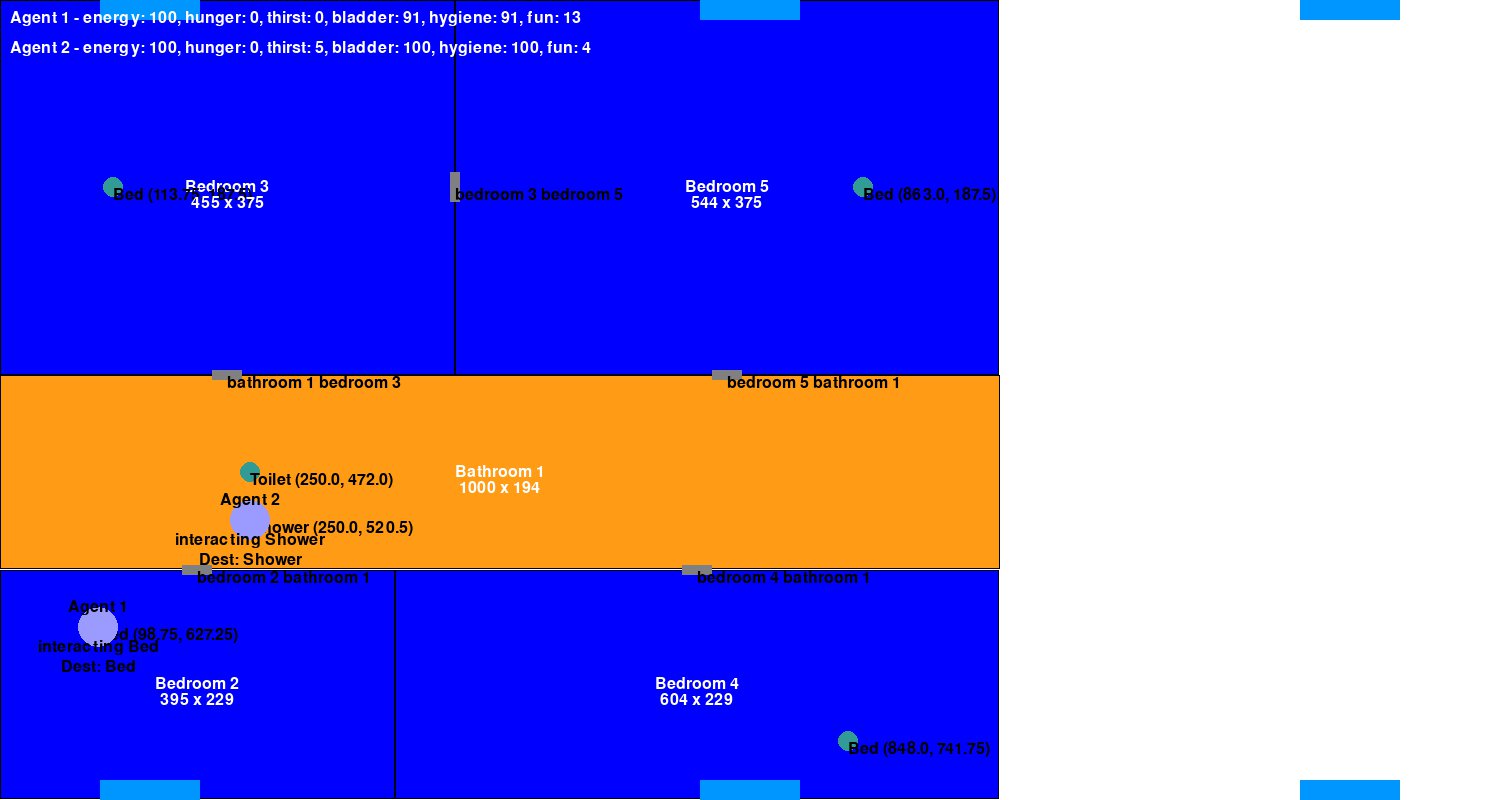 Agent 1 - energy: 100, hunger: 0, thirst: 0, bladder: 91, hygiene: 91, fun: 13
Agent 2 - energy: 100, hunger: 0, thirst: 5, bladder: 100, hygiene: 100, fun: 4
Bed (113.75, 187.5)
Bedroom 3
455 x 375
bedroom 3 bedroom 5
Bedroom 5
544 x 375
Bed (863.0, 187.5)
bathroom 1 bedroom 3
bedroom 5 bathroom 1
Toilet (250.0, 472.0)
Bathroom 1
1000 x 194
Agent 2
Shower (250.0, 520.5)
interacting Shower
Dest: Shower
bedroom 2 bathroom 1
bedroom 4 bathroom 1
Agent 1
Bed (98.75, 627.25)
interacting Bed
Dest: Bed
Bedroom 2
395 x 229
Bedroom 4
604 x 229
Bed (848.0, 741.75)